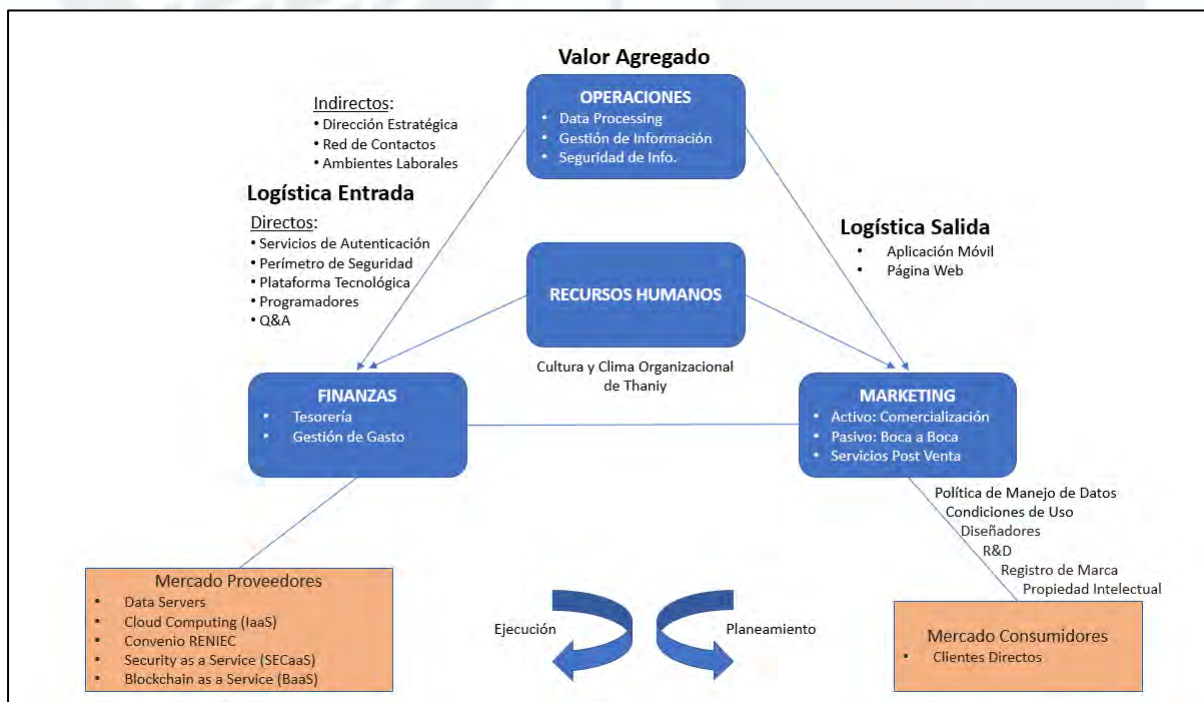 Valor Agregado
OPERACIONES
• Data Processing
• Gestión de Información
• Seguridad de Info.
Indirectos:
• Dirección Estratégica
• Red de Contactos
• Ambientes Laborales
Logística Entrada
Directos:
• Servicios de Autenticación
• Perímetro de Seguridad
• Plataforma Tecnológica
• Programadores
• Q&A
Logística Salida
• Aplicación Móvil
• Página Web
RECURSOS HUMANOS
Cultura y Clima Organizacional
de Thaniy
FINANZAS
• Tesorería
• Gestión de Gasto
MARKETING
• Activo: Comercialización
• Pasivo: Boca a Boca
• Servicios Post Venta
Política de Manejo de Datos
Condiciones de Uso
Diseñadores
R&D
Registro de Marca
Propiedad Intelectual
Mercado Proveedores
• Data Servers
• Cloud Computing (IaaS)
• Convenio RENIEC
• Security as a Service (SECaaS)
• Blockchain as a Service (BaaS)
Ejecución
Planeamiento
Mercado Consumidores
• Clientes Directos